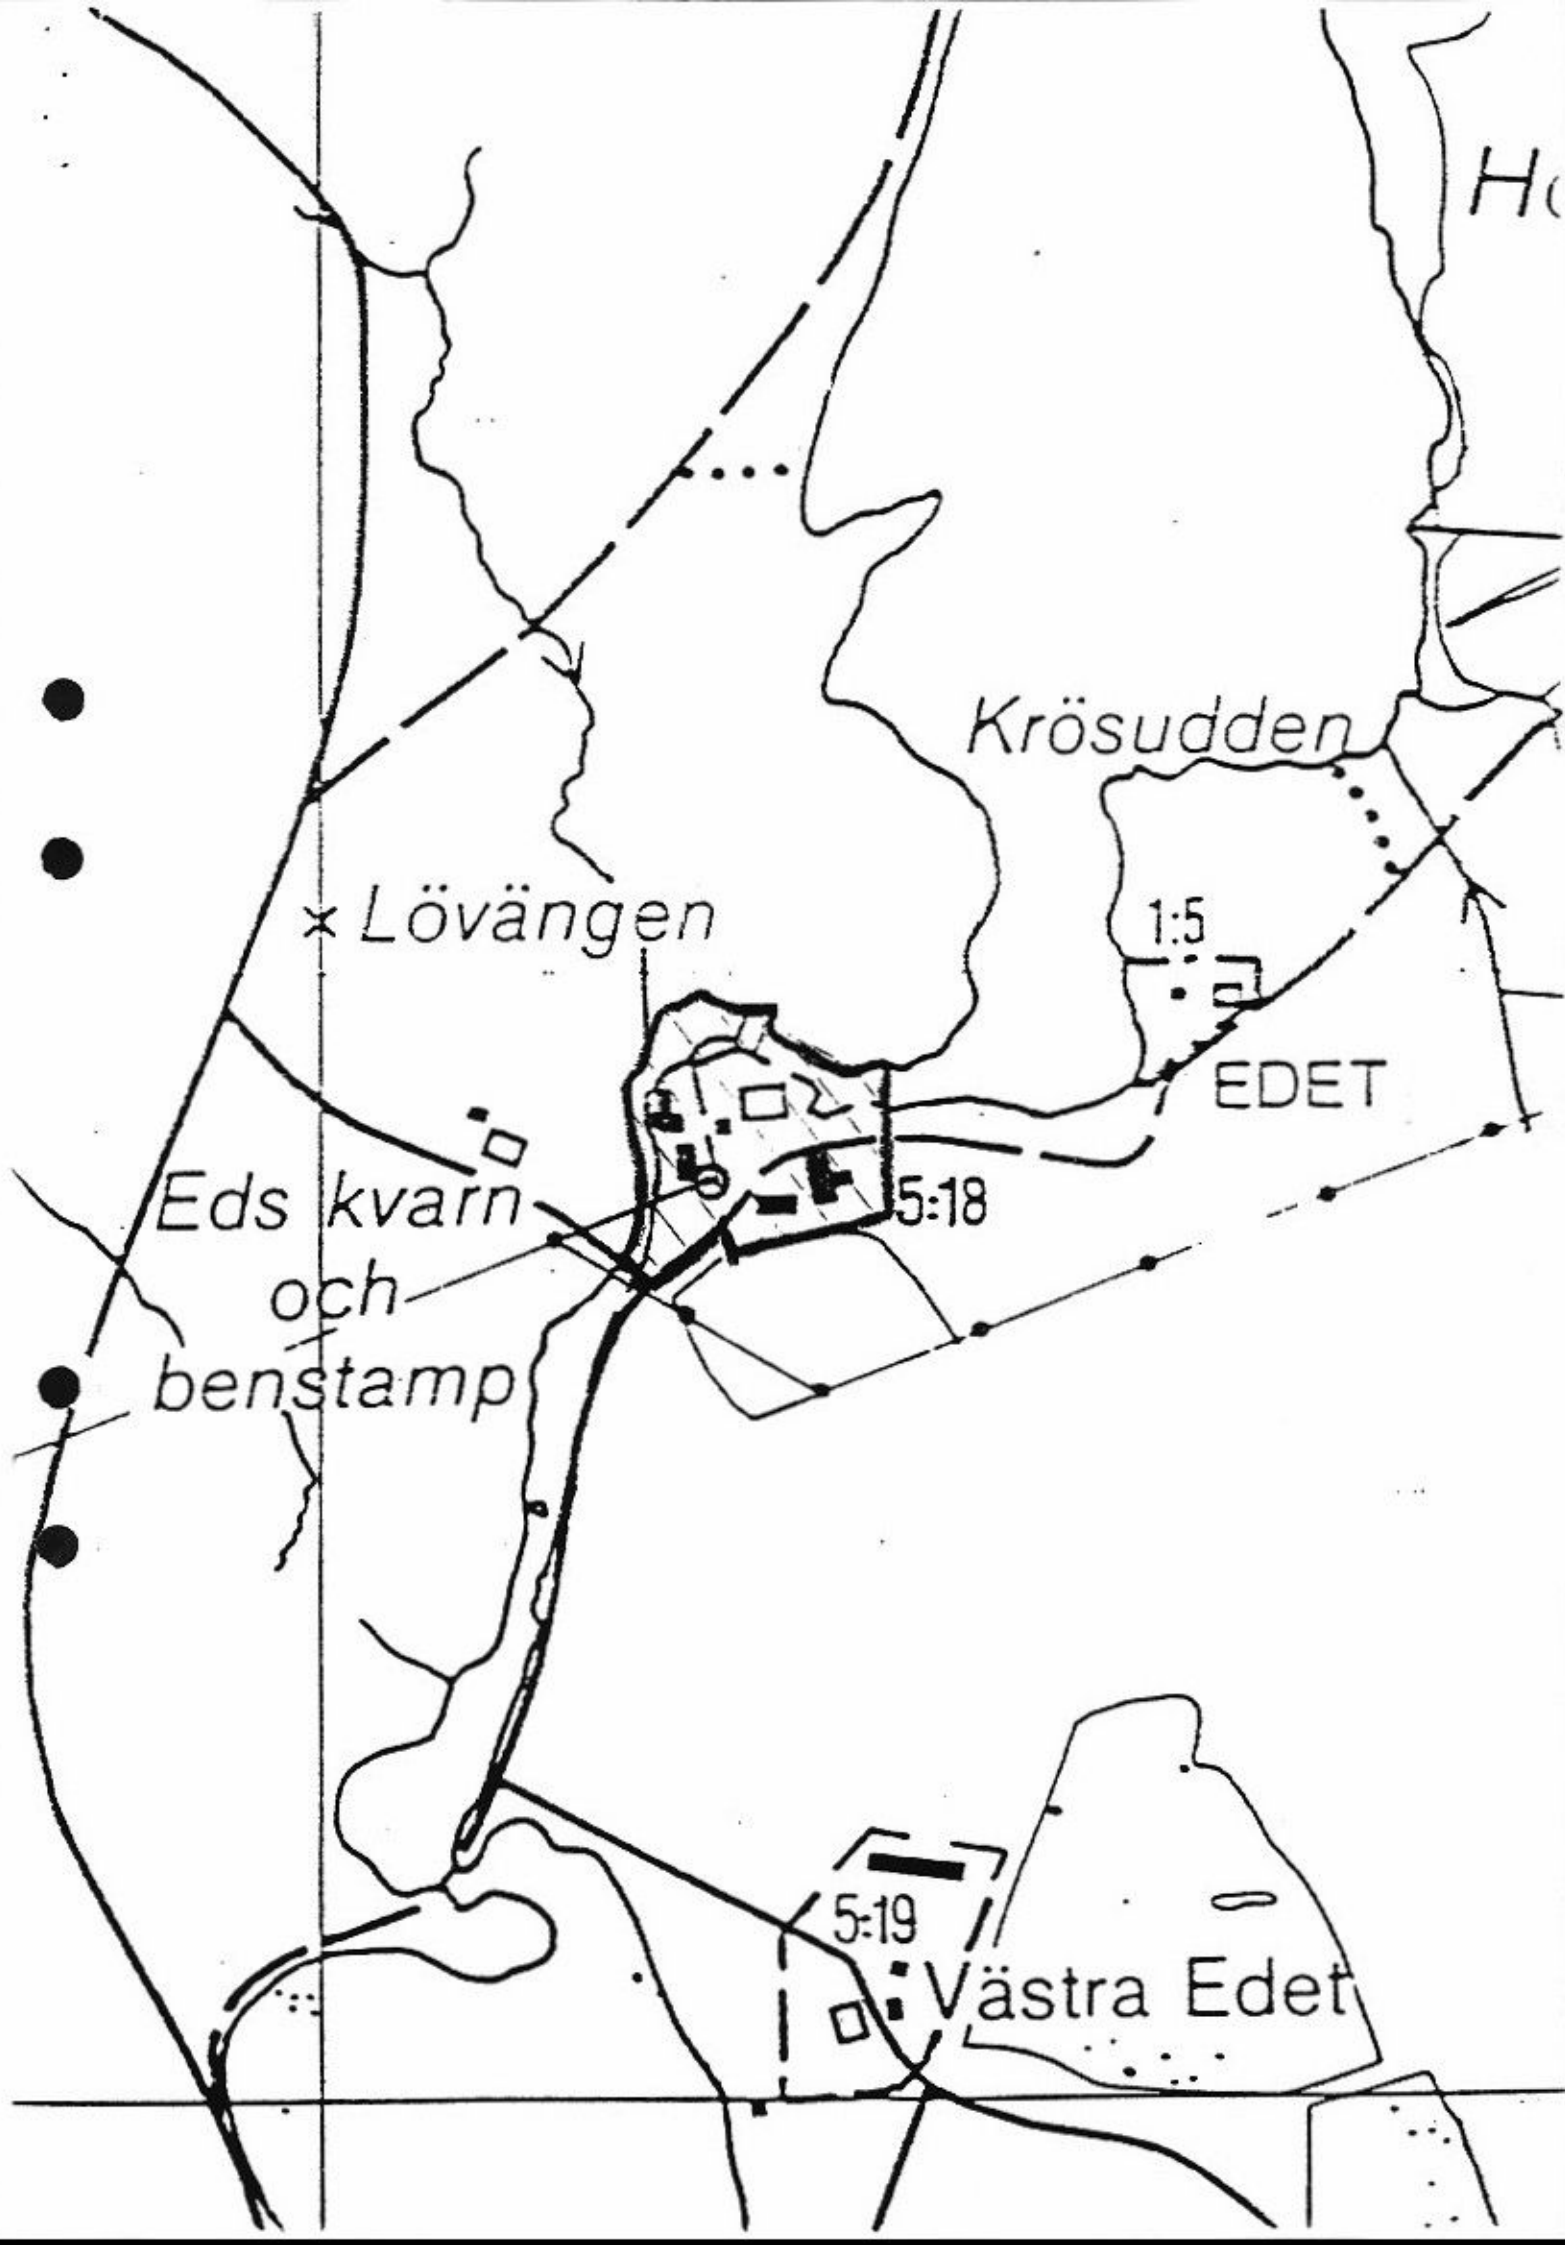 Krösudden
Lövängen
1:5
EDET
Eds kvarn
5:18
och
benstamp
5:19
Västra Edet